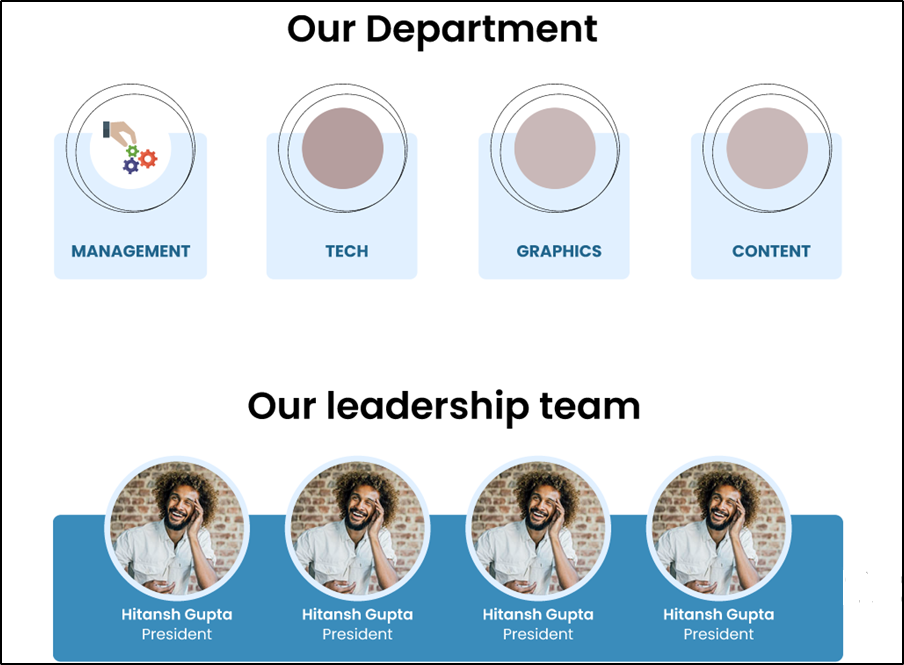 Our Department
MANAGEMENT
TECH
GRAPHICS
CONTENT
Our leadership team
Hitansh Gupta
President
Hitansh Gupta
President
Hitansh Gupta
President
Hitansh Gupta
President